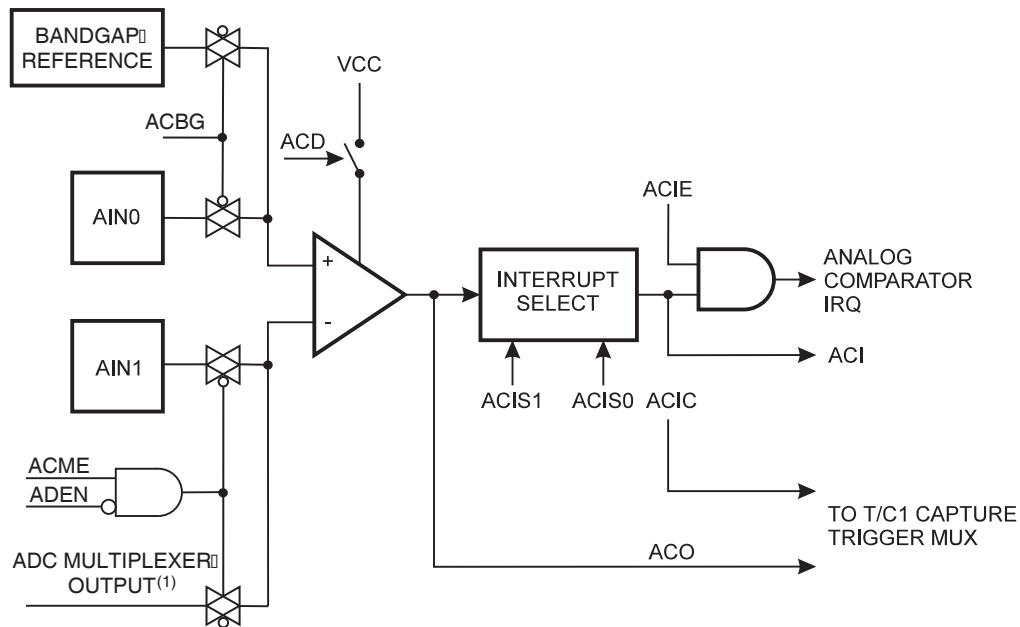 BANDGAP▯
REFERENCE
VCC
ACBG
ACD
AIN0
ACIE
+
-
INTERRUPT
SELECT
ANALOG
COMPARATOR
IRQ
AIN1
ACI
ACIS1
ACIS0
ACIC
ACME
ADEN
TO T/C1 CAPTURE
TRIGGER MUX
ADC MULTIPLEXER▯
OUTPUT(1)
ACO